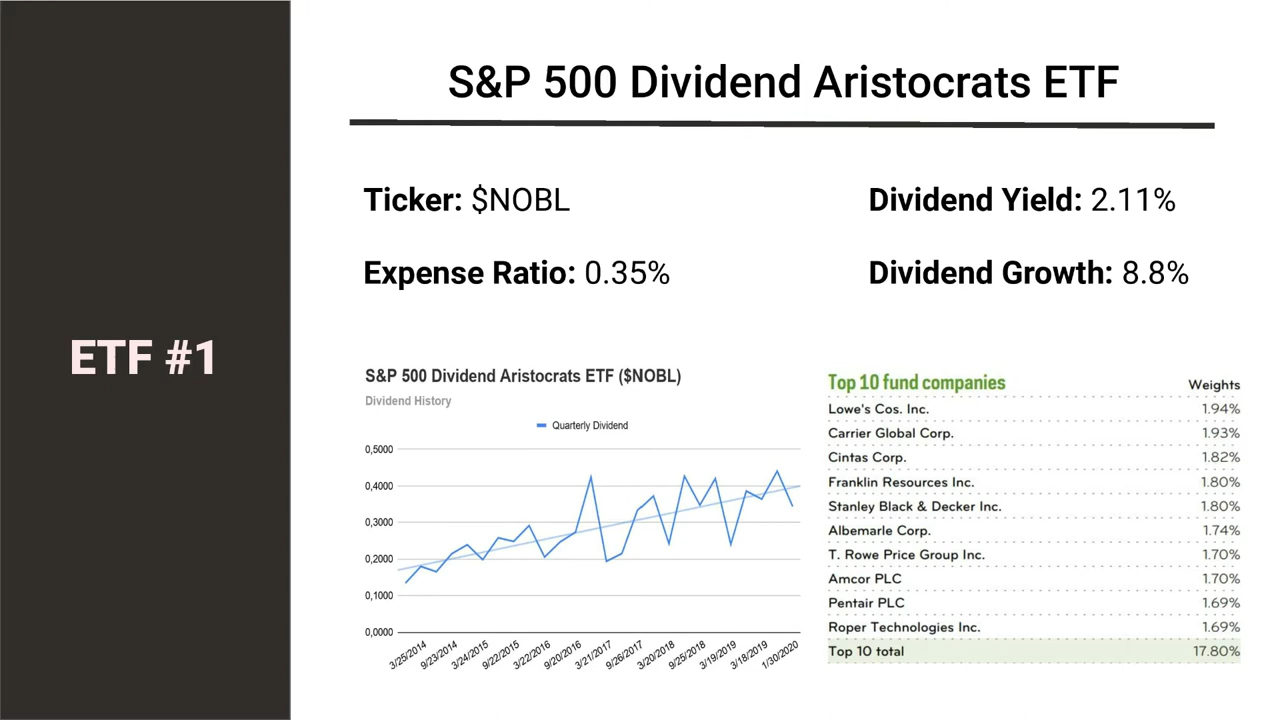 S&P 500 Dividend Aristocrats ETF
Ticker: $NOBL
Dividend Yield: 2.11%
Expense Ratio: 0.35%
Dividend Growth: 8.8%
ETF #1
S&P 500 Dividend Aristocrats ETF ($NOBL)
Dividend History
Quarterly Dividend
0,5000
0,4000
0,3000
0,2000
0,1000
0,0000
3/25/2014
9/23/2014
3/24/2015
9/22/2015
3/22/2016
9/20/2016
3/21/2017
9/26/2017
3/20/2018
9/25/2018
3/19/2019
3/18/2019
1/30/2020
Top 10 fund companies Weights
Lowe's Cos. Inc. 1.94%
Carrier Global Corp. 1.93%
Cintas Corp. 1.82%
Franklin Resources Inc. 1.80%
Stanley Black & Decker Inc. 1.80%
Albemarle Corp. 1.74%
T. Rowe Price Group Inc. 1.70%
Amcor PLC 1.70%
Pentair PLC 1.69%
Roper Technologies Inc. 1.69%
Top 10 total 17.80%